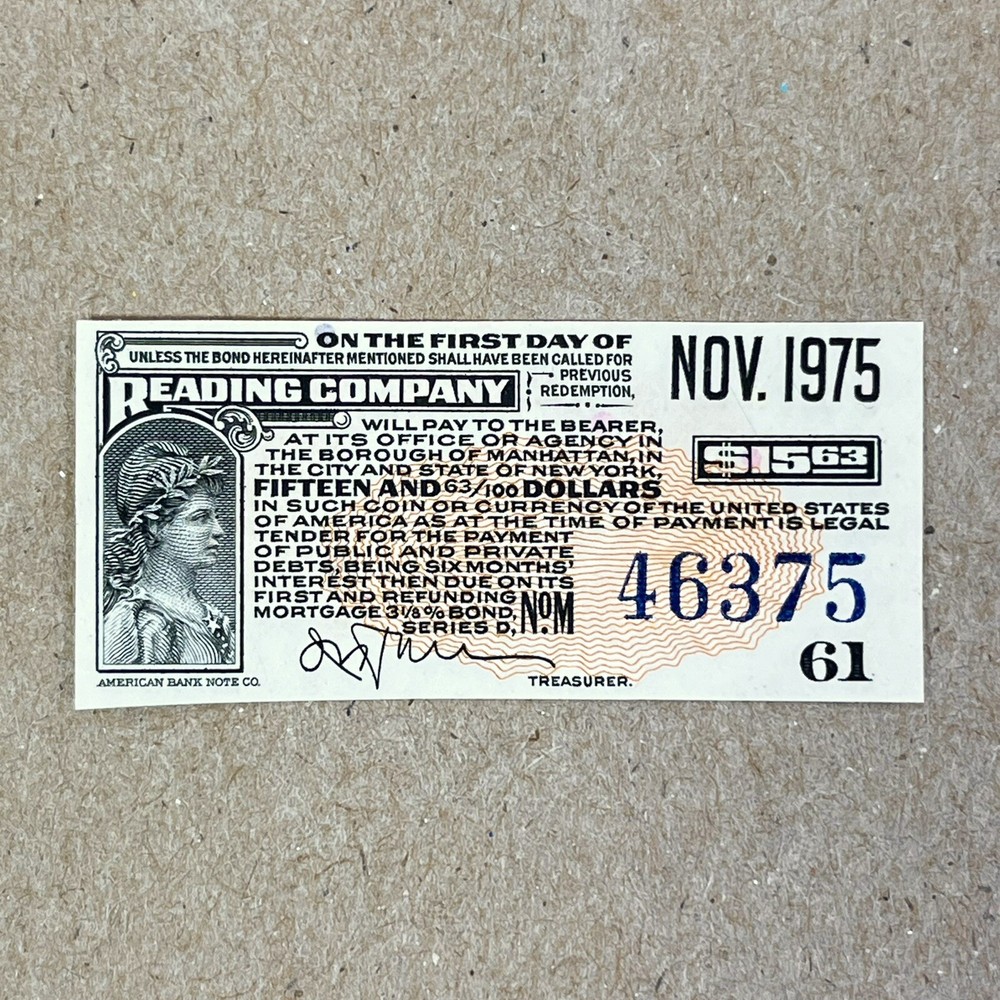 ON THE FIRST DAY OF
UNLESS THE BOND HEREINAFTER MENTIONED SHALL HAVE BEEN CALLED FOR
PREVIOUS
REDEMPTION,
READING COMPANY
NOV. 1975
WILL PAY TO THE BEARER,
AT ITS OFFICE OR AGENCY IN
THE BOROUGH OF MANHATTAN, IN
THE CITY AND STATE OF NEW YORK,
FIFTEEN AND 63/100 DOLLARS
$15 63
IN SUCH COIN OR CURRENCY OF THE UNITED STATES
OF AMERICA AS AT THE TIME OF PAYMENT IS LEGAL
TENDER FOR THE PAYMENT
OF PUBLIC AND PRIVATE
DEBTS, BEING SIX MONTHS'
INTEREST THEN DUE ON ITS
FIRST AND REFUNDING
MORTGAGE 3 1/8 % BOND,
SERIES D, NO. M
46375
61
TREASURER.
AMERICAN BANK NOTE CO.